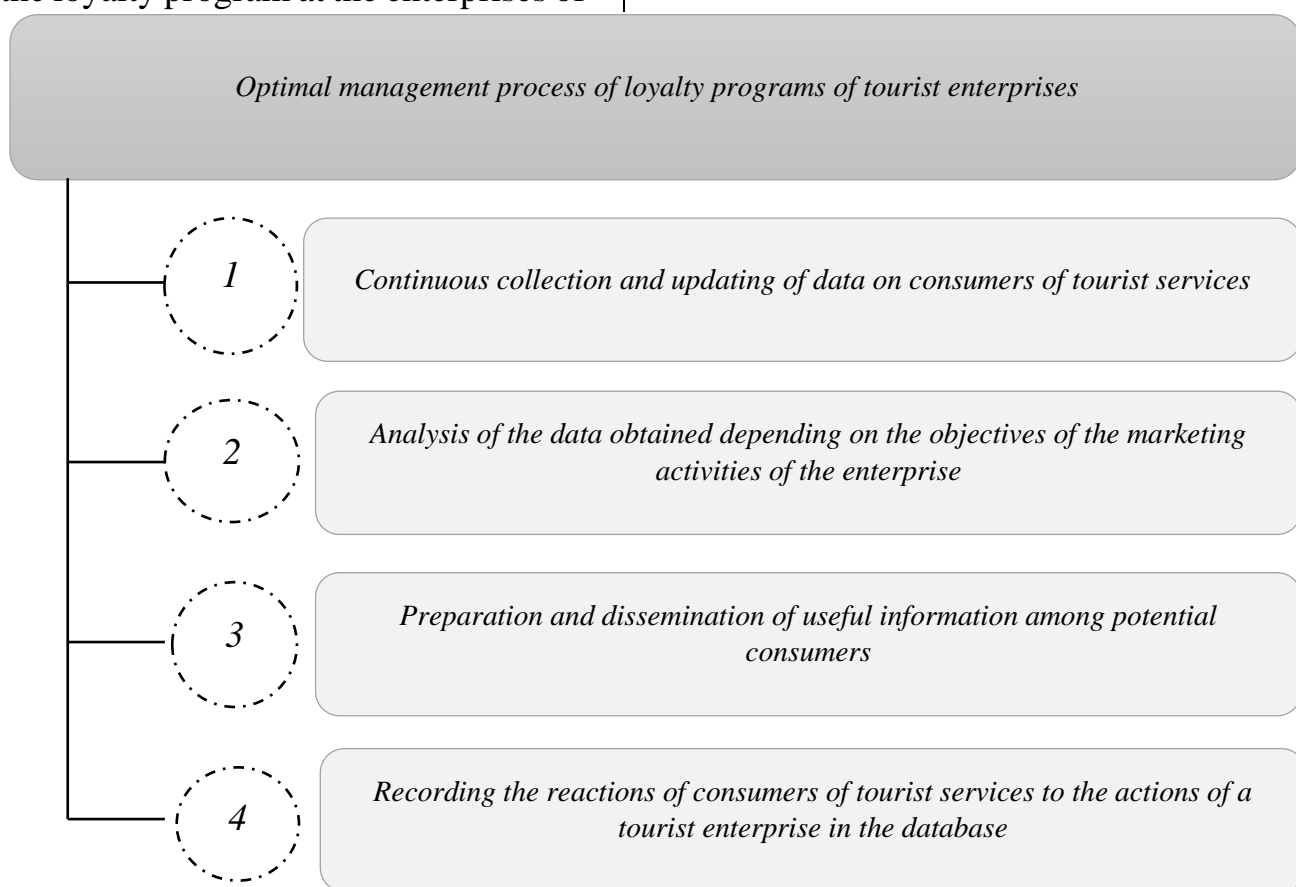 the loyalty program at the enterprises of
Optimal management process of loyalty programs of tourist enterprises
1
Continuous collection and updating of data on consumers of tourist services
2
Analysis of the data obtained depending on the objectives of the marketing
activities of the enterprise
3
Preparation and dissemination of useful information among potential
consumers
4
Recording the reactions of consumers of tourist services to the actions of a
tourist enterprise in the database